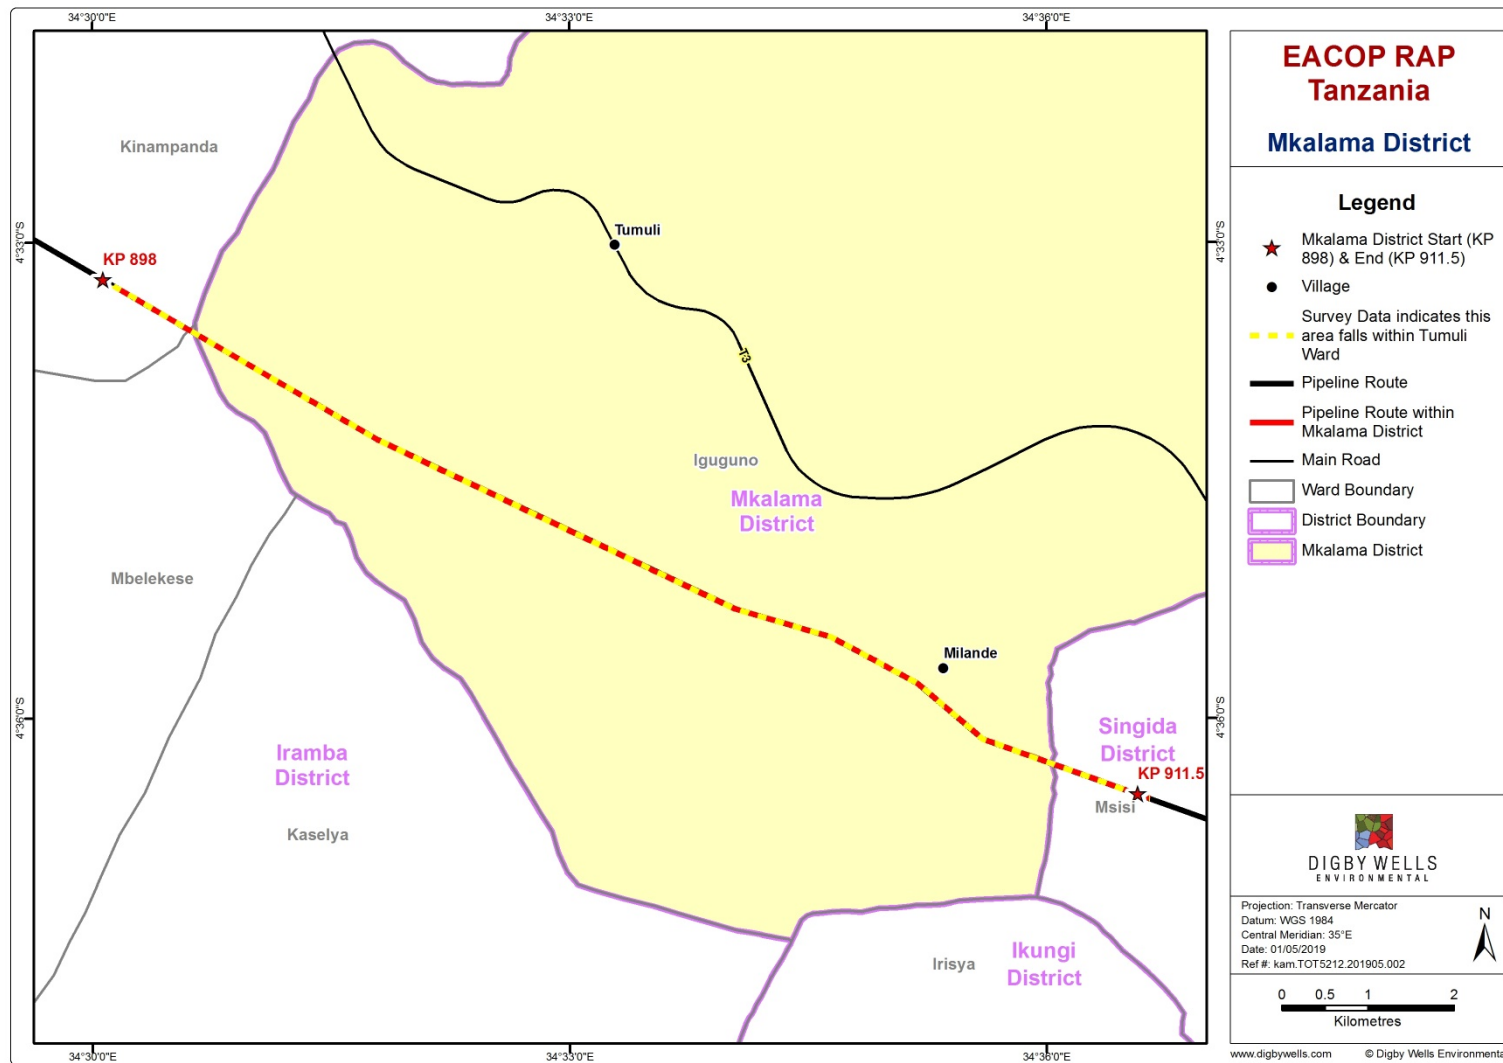 34°30'0"E
34°33'0"E
34°36'0"E
4°33'0"S
4°33'0"S
4°36'0"S
4°36'0"S
Kinampanda
KP 898
Tumuli
T3
Iguguno
Mkalama
District
Mbelekese
Milande
Iramba
District
Kaselya
Singida
District
KP 911.5
Msisi
Irisya
Ikungi
District
34°30'0"E
34°33'0"E
34°36'0"E
EACOP RAP
Tanzania
Mkalama District
Legend
Mkalama District Start (KP
898) & End (KP 911.5)
Village
Survey Data indicates this
area falls within Tumuli
Ward
Pipeline Route
Pipeline Route within
Mkalama District
Main Road
Ward Boundary
District Boundary
Mkalama District
DIGBY WELLS
ENVIRONMENTAL
Projection: Transverse Mercator
Datum: WGS 1984
Central Meridian: 35°E
Date: 01/05/2019
Ref #: kam.TOT5212.201905.002
N
0 0.5 1 2
Kilometres
www.digbywells.com © Digby Wells Environmenta